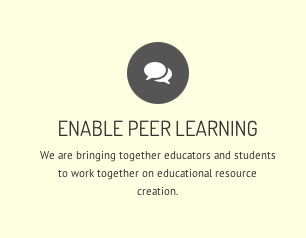 ENABLE PEER LEARNING
We are bringing together educators and students
to work together on educational resource
creation.